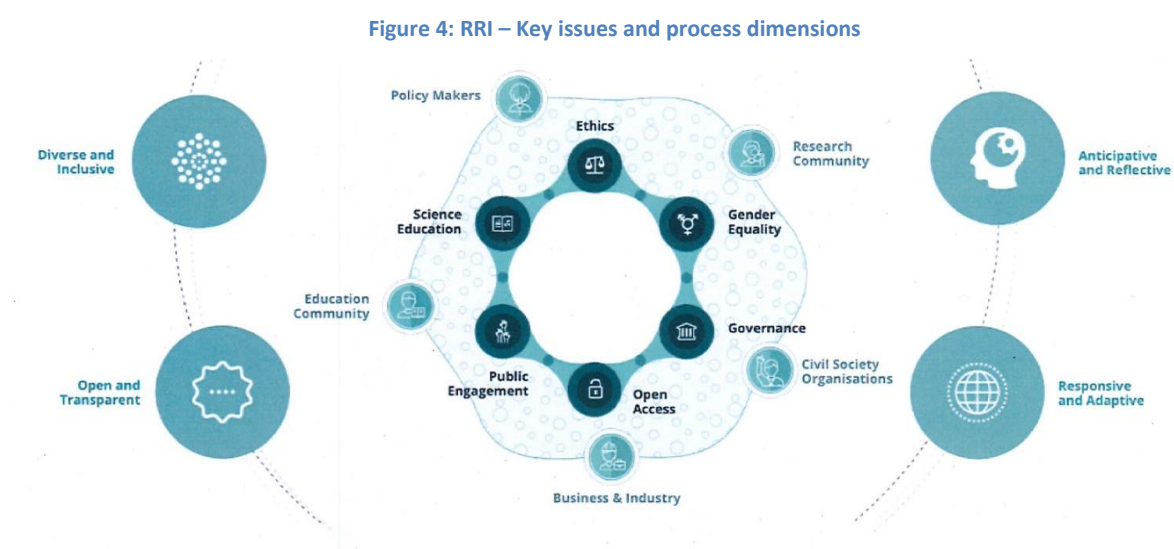 Figure 4: RRI – Key issues and process dimensions
Policy Makers
Ethics
Research
Community
Diverse and
Inclusive
Anticipative
and Reflective
Science
Education
Gender
Equality
Education
Community
Governance
Civil Society
Organisations
Public
Engagement
Open
Access
Open and
Transparent
Responsive
and Adaptive
Business & Industry